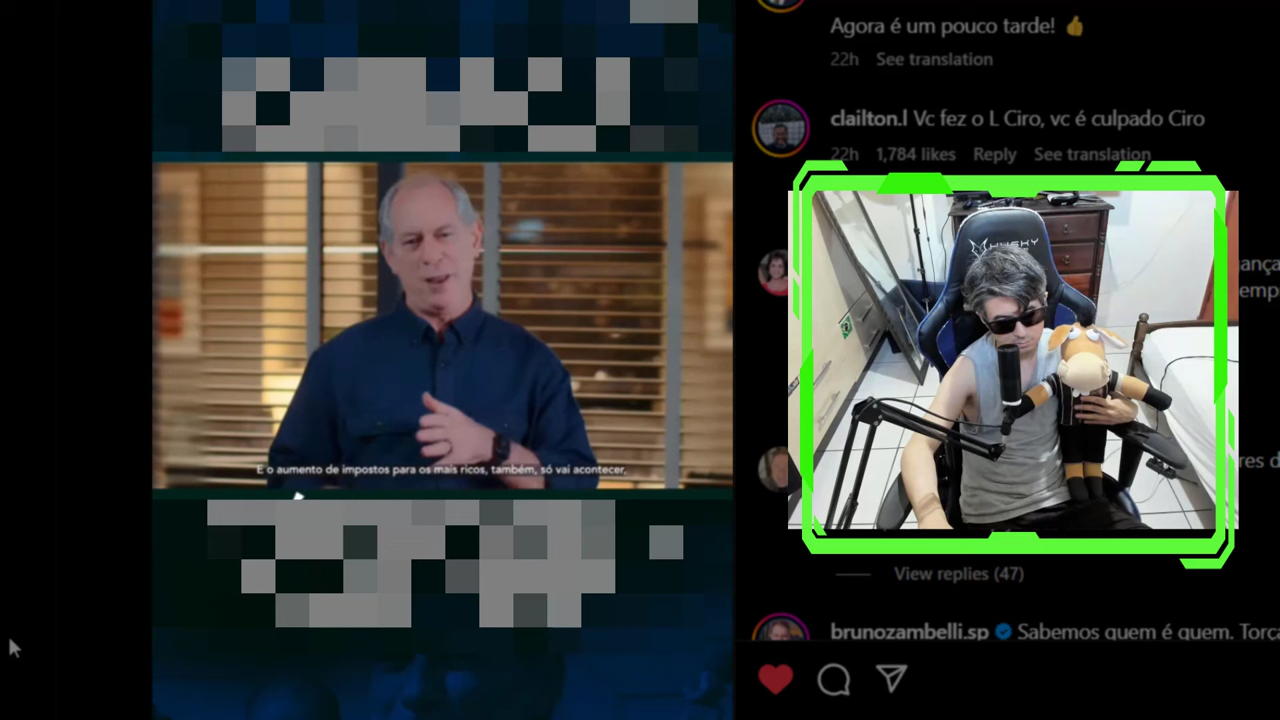 Agora é um pouco tarde! 👍
22h See translation
clailton.l Vc fez o L Ciro, vc é culpado Ciro
22h 1,784 likes Reply See translation
HUSKY
E o aumento de impostos para os mais ricos, também, só vai acontecer,
View replies (47)
brunozambelli.sp Sabemos quem é quem. Torça